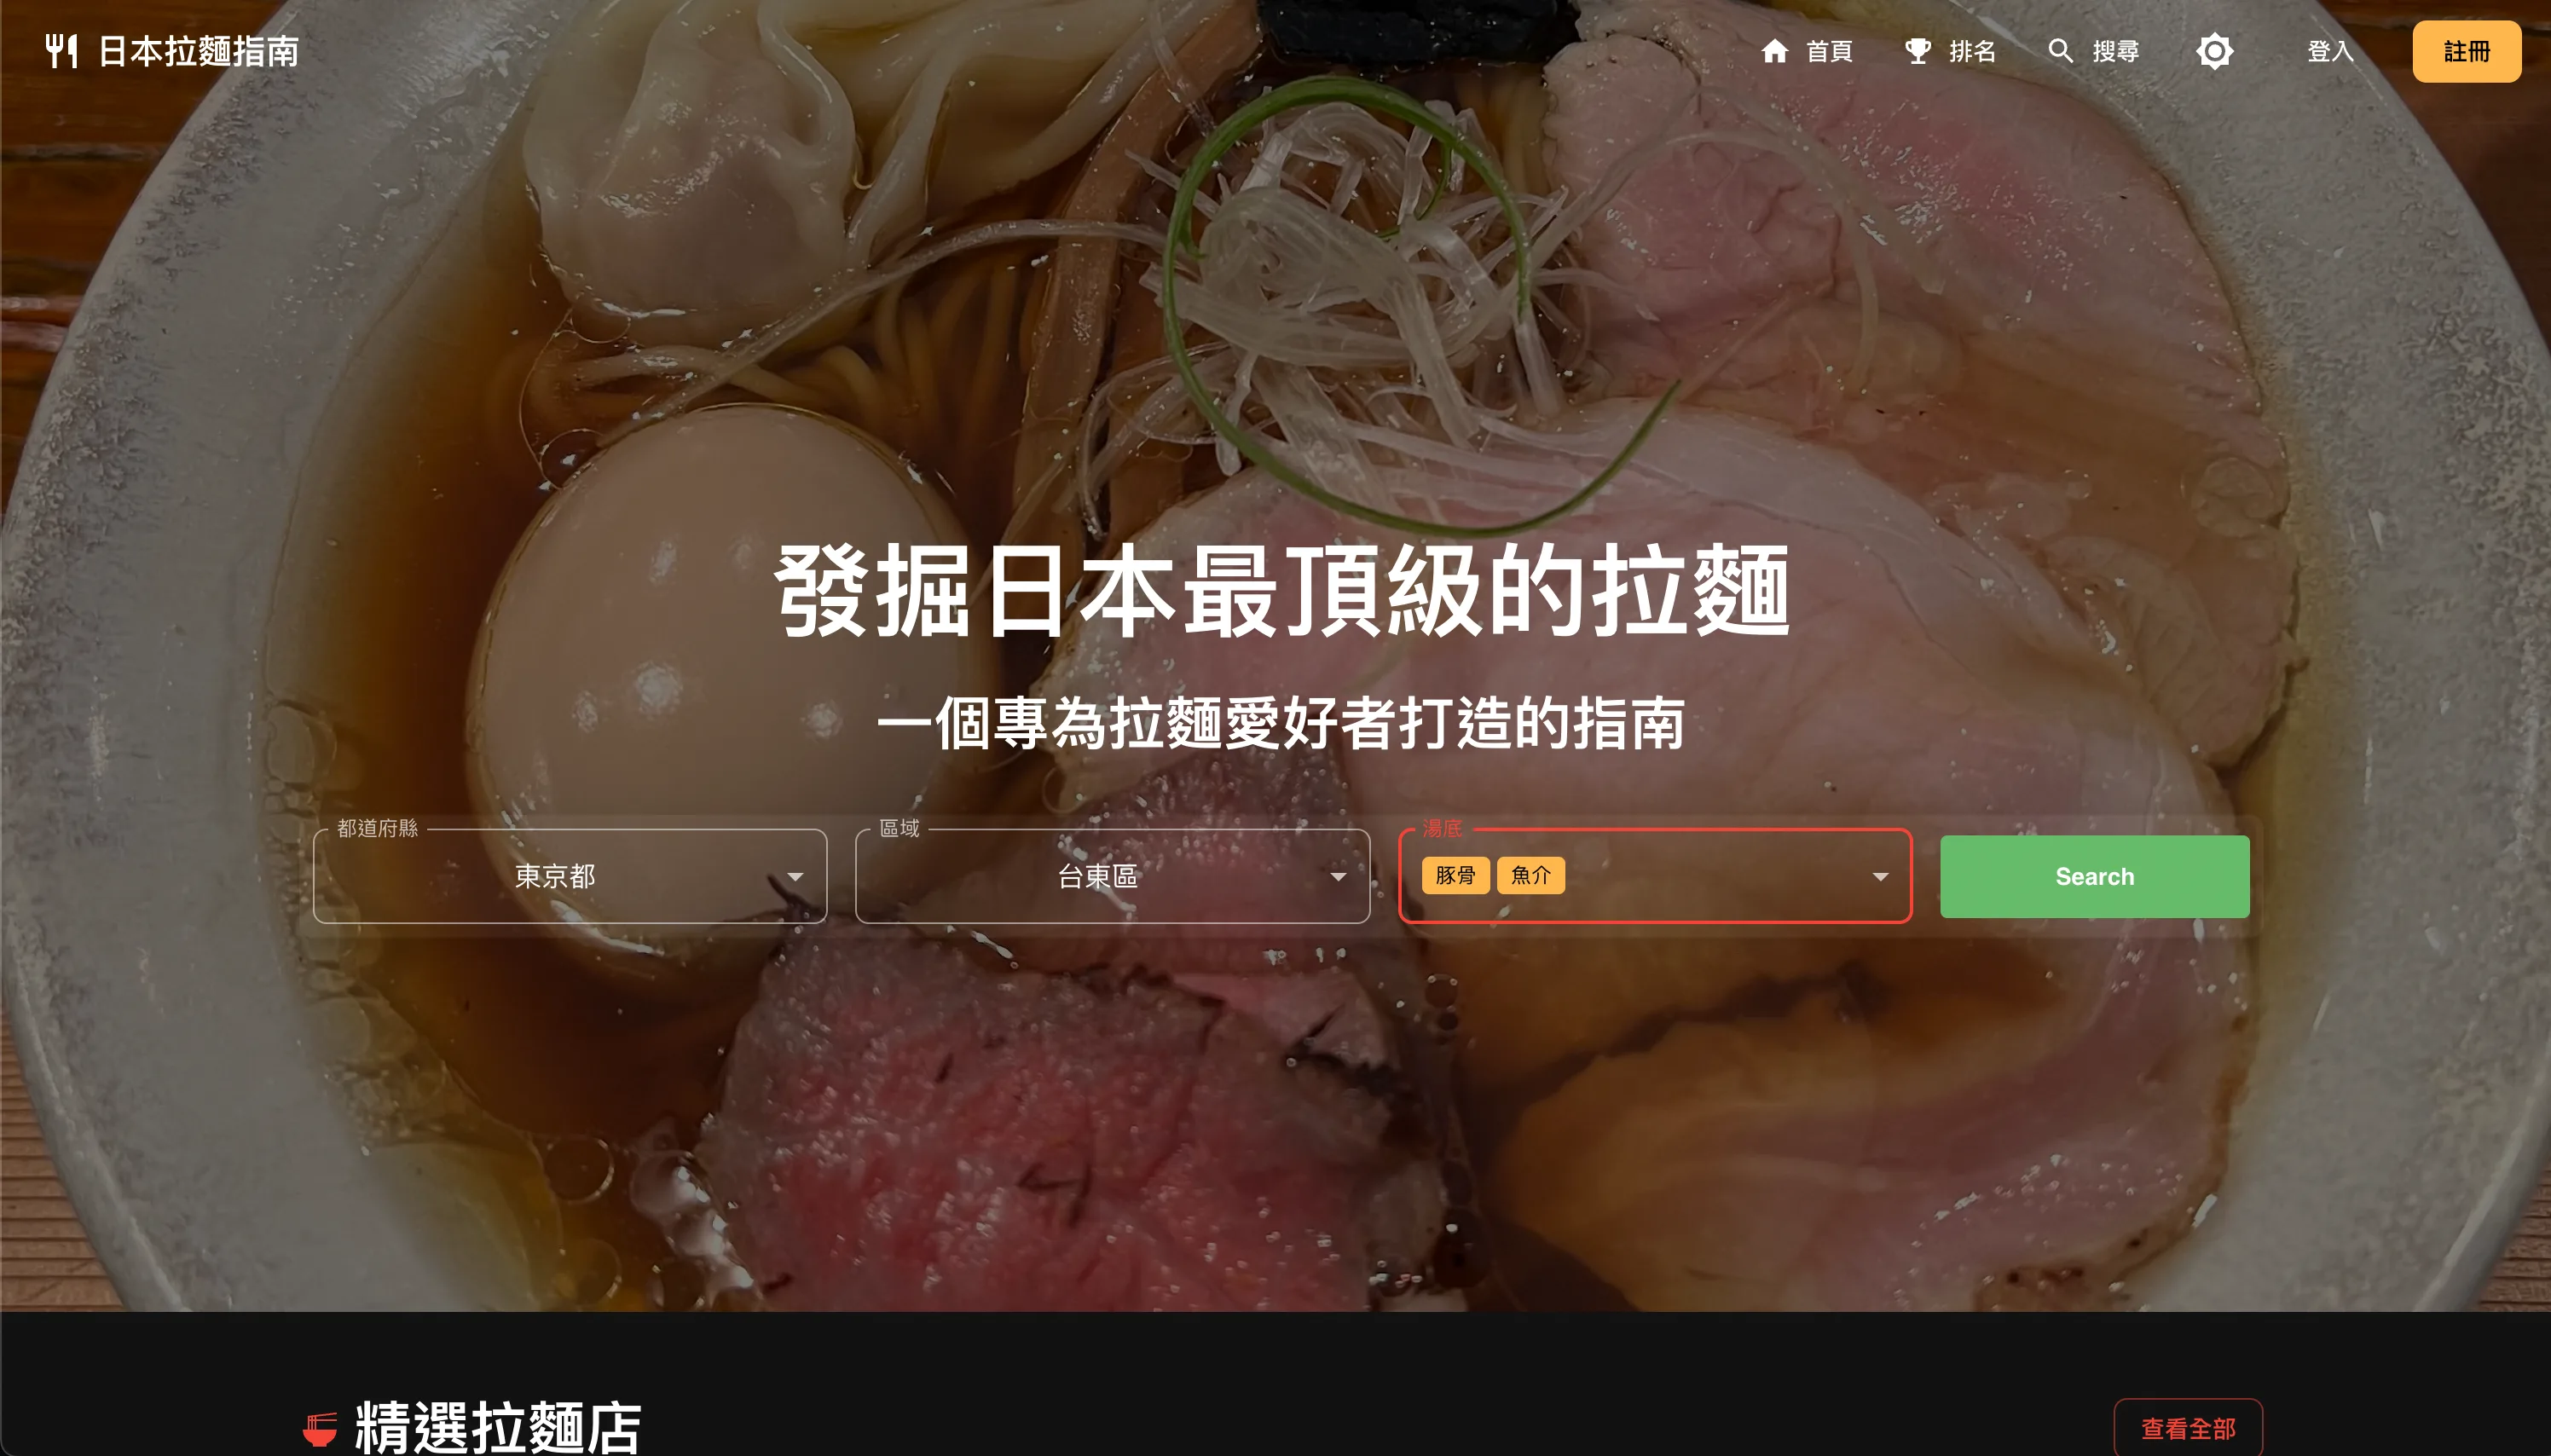 日本拉麵指南
首頁 排名 搜尋 登入 註冊
發掘日本最頂級的拉麵
一個專為拉麵愛好者打造的指南
都道府縣 區域 湯底
東京都 台東區 豚骨 魚介 Search
精選拉麵店 查看全部